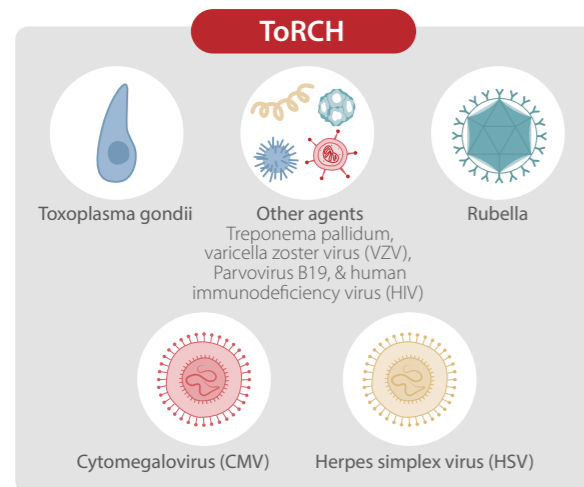 ToRCH
Toxoplasma gondii
Other agents
Treponema pallidum,
varicella zoster virus (VZV),
Parvovirus B19, & human
immunodeficiency virus (HIV)
Rubella
Cytomegalovirus (CMV)
Herpes simplex virus (HSV)